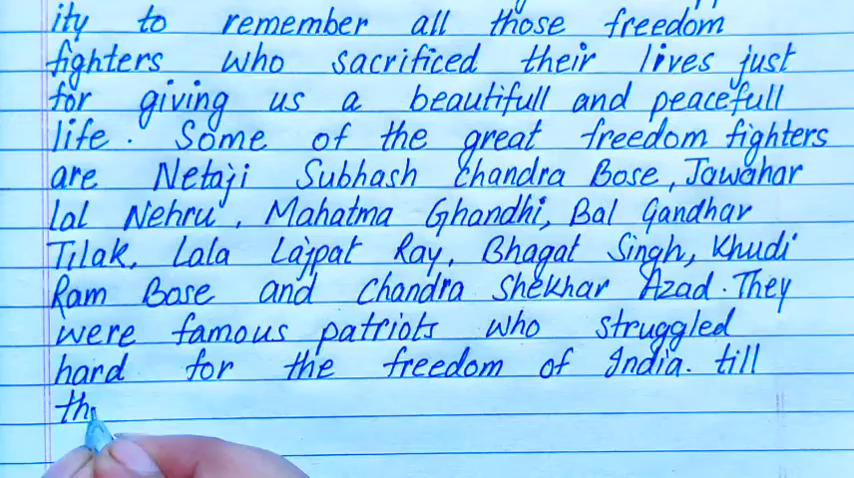 ity to remember all those freedom
fighters who sacrificed their lives just
for giving us a beautifull and peacefull
life. Some of the great freedom fighters
are Netaji Subhash Chandra Bose, Jawahar
lal Nehru, Mahatma Ghandhi, Bal Gandhar
Tilak, Lala Lajpat Ray, Bhagat Singh, Khudi
Ram Bose and Chandra Shekhar Azad. They
were famous patriots who struggled
hard for the freedom of India. till
th